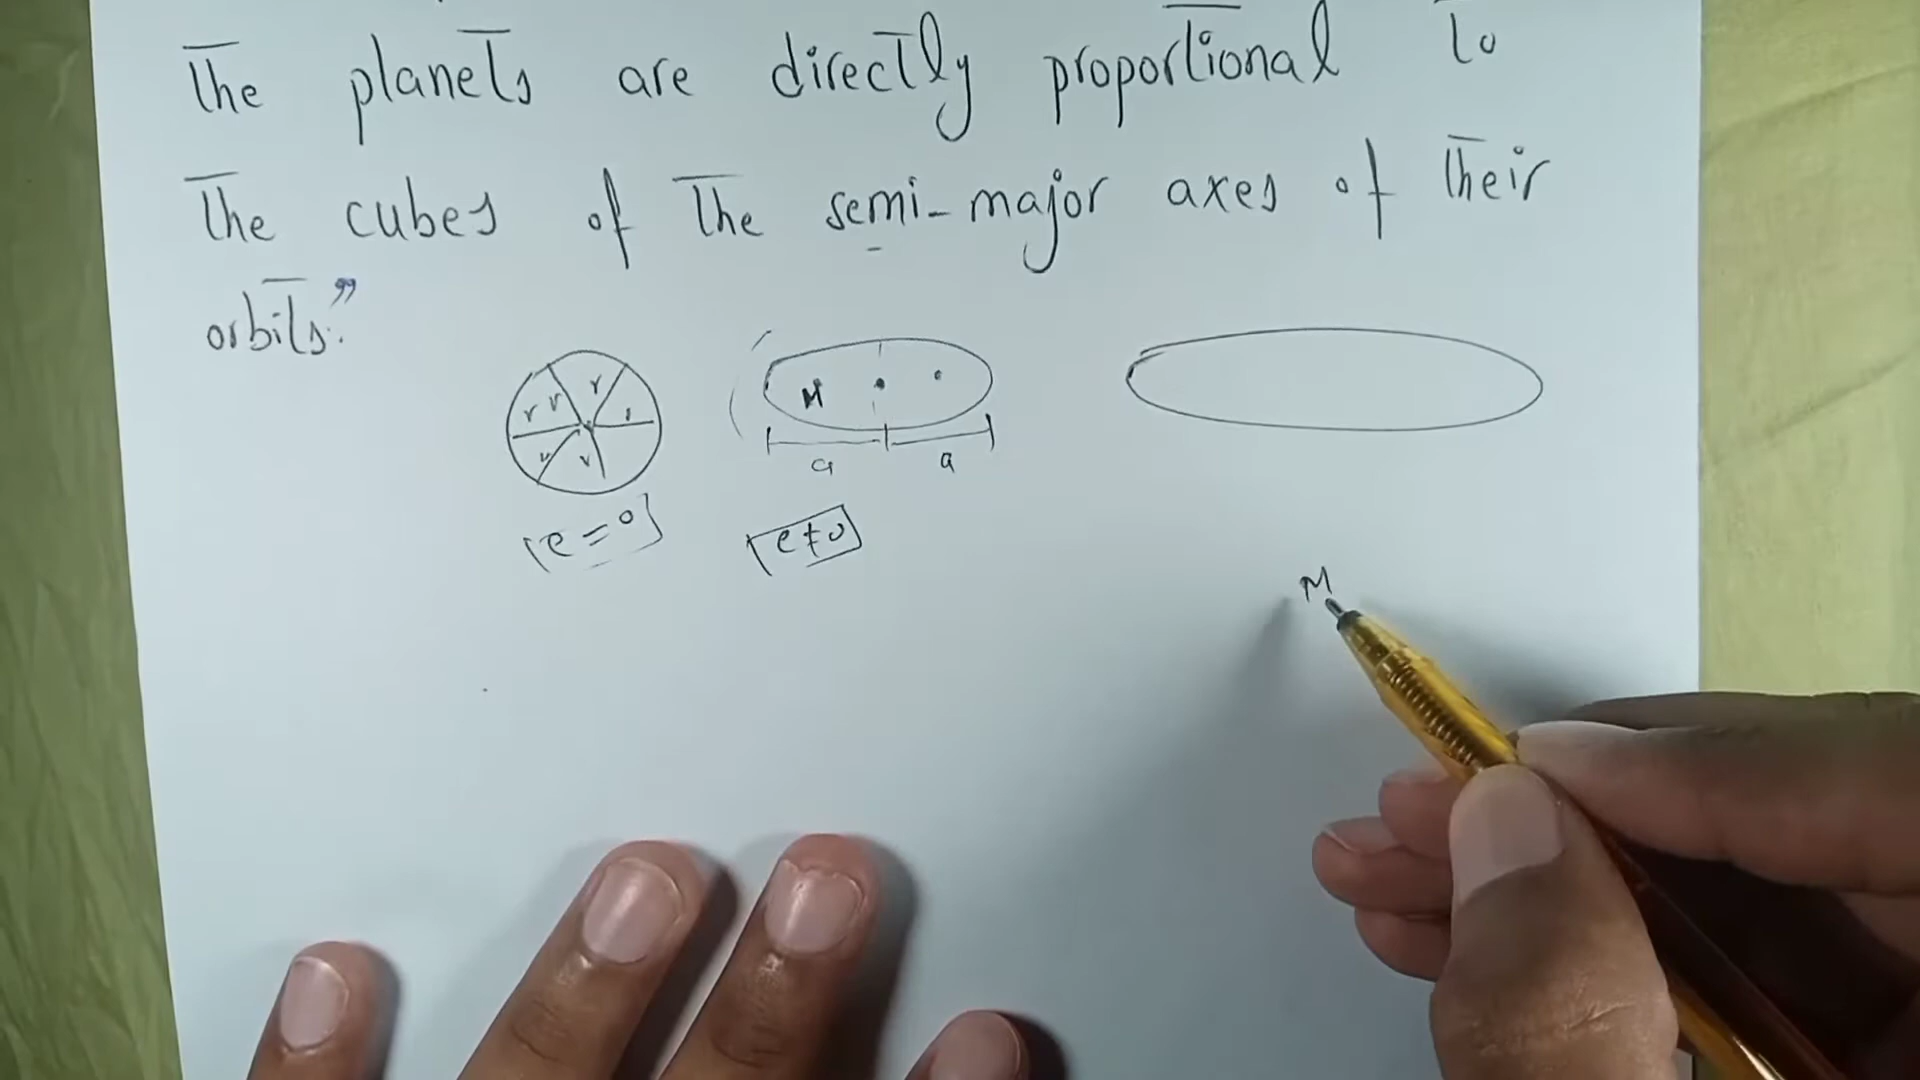 The planets are directly proportional to
The cubes of The semi-major axes of their
orbits."
r r r
M
a a
e = 0
e ≠ 0
M